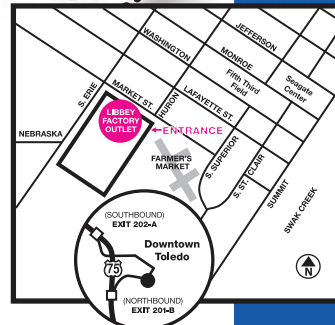 JEFFERSON
WASHINGTON
MONROE
Fifth Third
Field
Seagate
Center
S. ERIE
MARKET ST.
HURON
LAFAYETTE ST.
LIBBEY
FACTORY
OUTLET
ENTRANCE
NEBRASKA
FARMER'S
MARKET
S. SUPERIOR
S. ST. CLAIR
SUMMIT
SWAK CREEK
(SOUTHBOUND)
EXIT 202-A
Downtown
Toledo
75
(NORTHBOUND)
EXIT 201-B
N